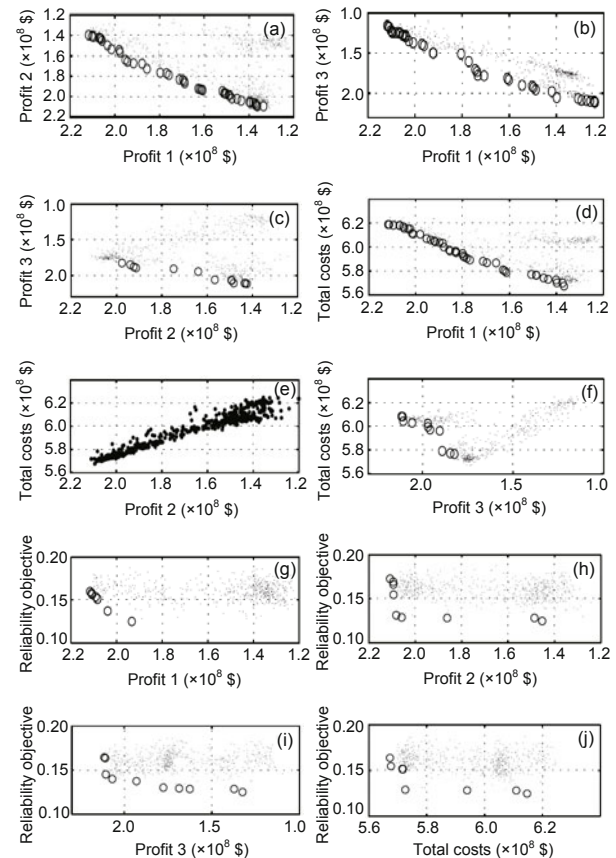 1.2
1.4
1.6
1.8
2.0
2.2
Profit 2 (×10⁸ $)
(a)
2.2 2.0 1.8 1.6 1.4 1.2
Profit 1 (×10⁸ $)
1.0
1.5
2.0
Profit 3 (×10⁸ $)
(b)
2.2 2.0 1.8 1.6 1.4 1.2
Profit 1 (×10⁸ $)
1.0
1.5
2.0
Profit 3 (×10⁸ $)
(c)
2.2 2.0 1.8 1.6 1.4 1.2
Profit 2 (×10⁸ $)
6.2
6.0
5.8
5.6
Total costs (×10⁸ $)
(d)
2.2 2.0 1.8 1.6 1.4 1.2
Profit 1 (×10⁸ $)
6.2
6.0
5.8
5.6
Total costs (×10⁸ $)
(e)
2.2 2.0 1.8 1.6 1.4 1.2
Profit 2 (×10⁸ $)
6.2
6.0
5.8
5.6
Total costs (×10⁸ $)
(f)
2.0 1.5 1.0
Profit 3 (×10⁸ $)
0.20
0.15
0.10
Reliability objective
(g)
2.2 2.0 1.8 1.6 1.4 1.2
Profit 1 (×10⁸ $)
0.20
0.15
0.10
Reliability objective
(h)
2.2 2.0 1.8 1.6 1.4 1.2
Profit 2 (×10⁸ $)
0.20
0.15
0.10
Reliability objective
(i)
2.0 1.5 1.0
Profit 3 (×10⁸ $)
0.20
0.15
0.10
Reliability objective
(j)
5.6 5.8 6.0 6.2
Total costs (×10⁸ $)